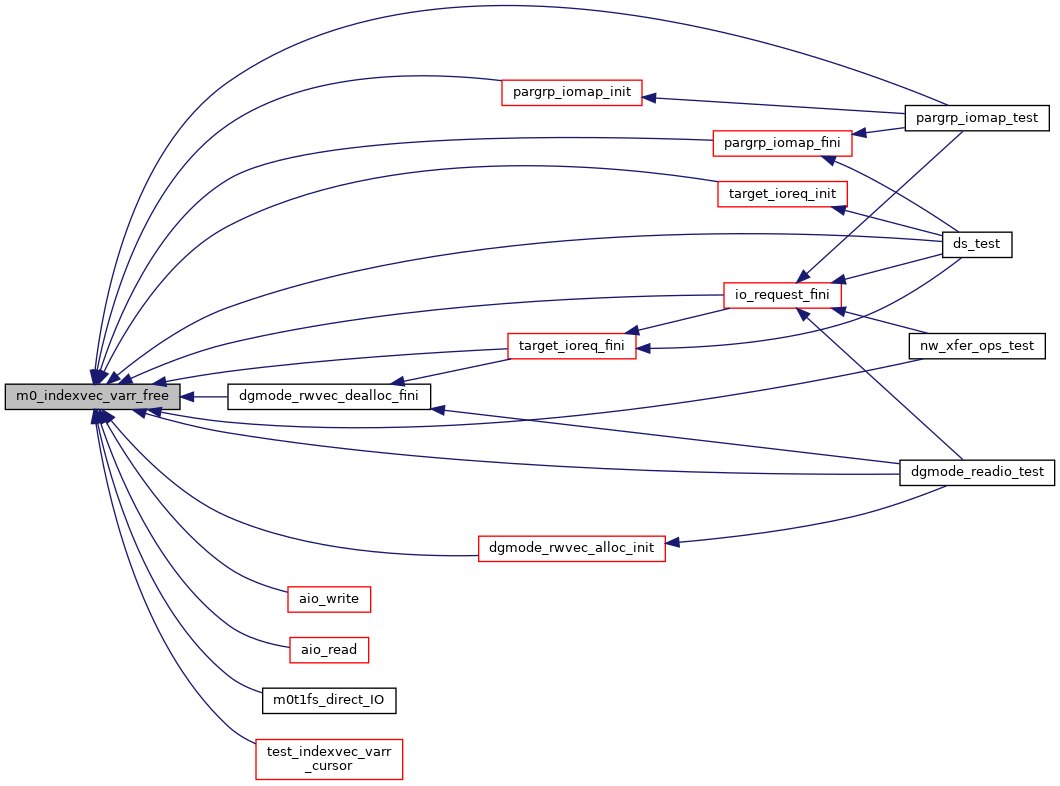 pargrp_iomap_init
pargrp_iomap_test
pargrp_iomap_fini
target_ioreq_init
ds_test
io_request_fini
target_ioreq_fini
nw_xfer_ops_test
m0_indexvec_varr_free
dgmode_rwvec_dealloc_fini
dgmode_readio_test
dgmode_rwvec_alloc_init
aio_write
aio_read
m0t1fs_direct_IO
test_indexvec_varr
_cursor